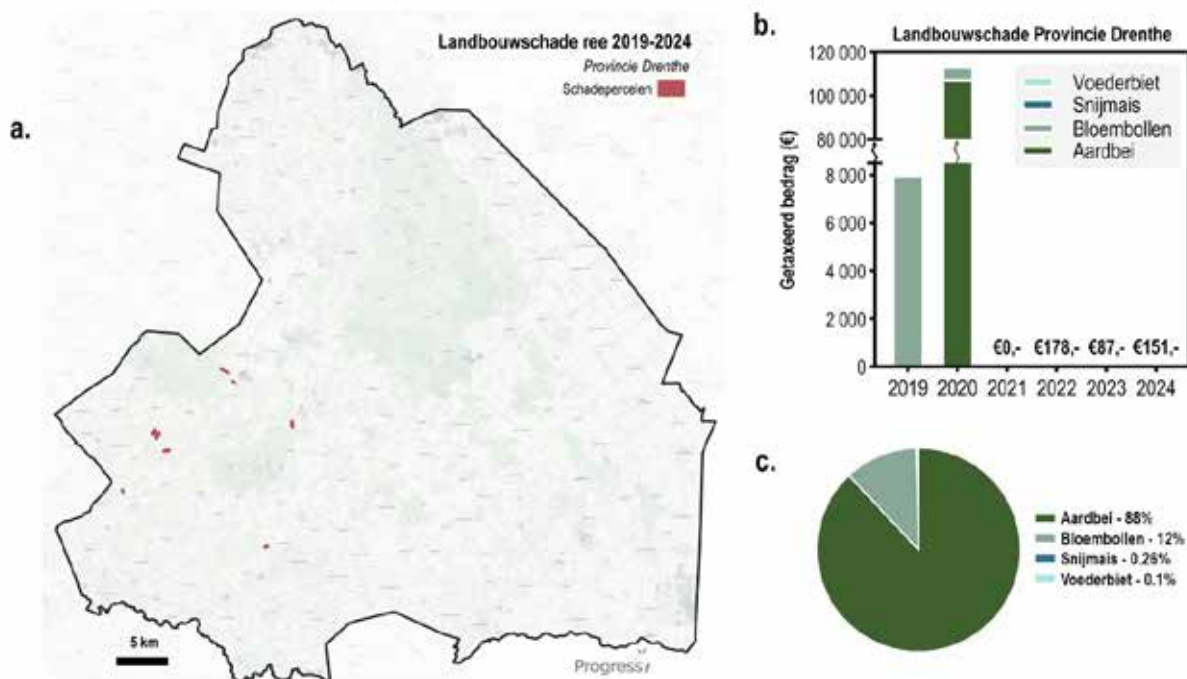 a.
Landbouwschade ree 2019-2024
Provincie Drenthe
Schadepercelen
5 km
Progress
b.
Landbouwschade Provincie Drenthe
Getaxeerd bedrag (€)
120 000
100 000
80 000
8 000
6 000
4 000
2 000
0
Voederbiet
Snijmais
Bloembollen
Aardbei
€0,- €178,- €87,- €151,-
2019 2020 2021 2022 2023 2024
c.
Aardbei - 88%
Bloembollen - 12%
Snijmais - 0.26%
Voederbiet - 0.1%